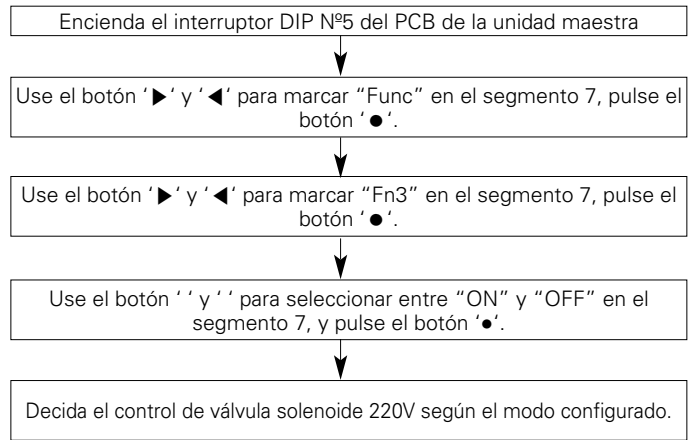 Encienda el interruptor DIP Nº5 del PCB de la unidad maestra
Use el botón ‘▶‘ y ‘◀‘ para marcar “Func” en el segmento 7, pulse el
botón ‘●‘.
Use el botón ‘▶‘ y ‘◀‘ para marcar “Fn3” en el segmento 7, pulse el
botón ‘●‘.
Use el botón ‘ ‘ y ‘ ‘ para seleccionar entre “ON” y “OFF” en el
segmento 7, y pulse el botón ‘●‘.
Decida el control de válvula solenoide 220V según el modo configurado.